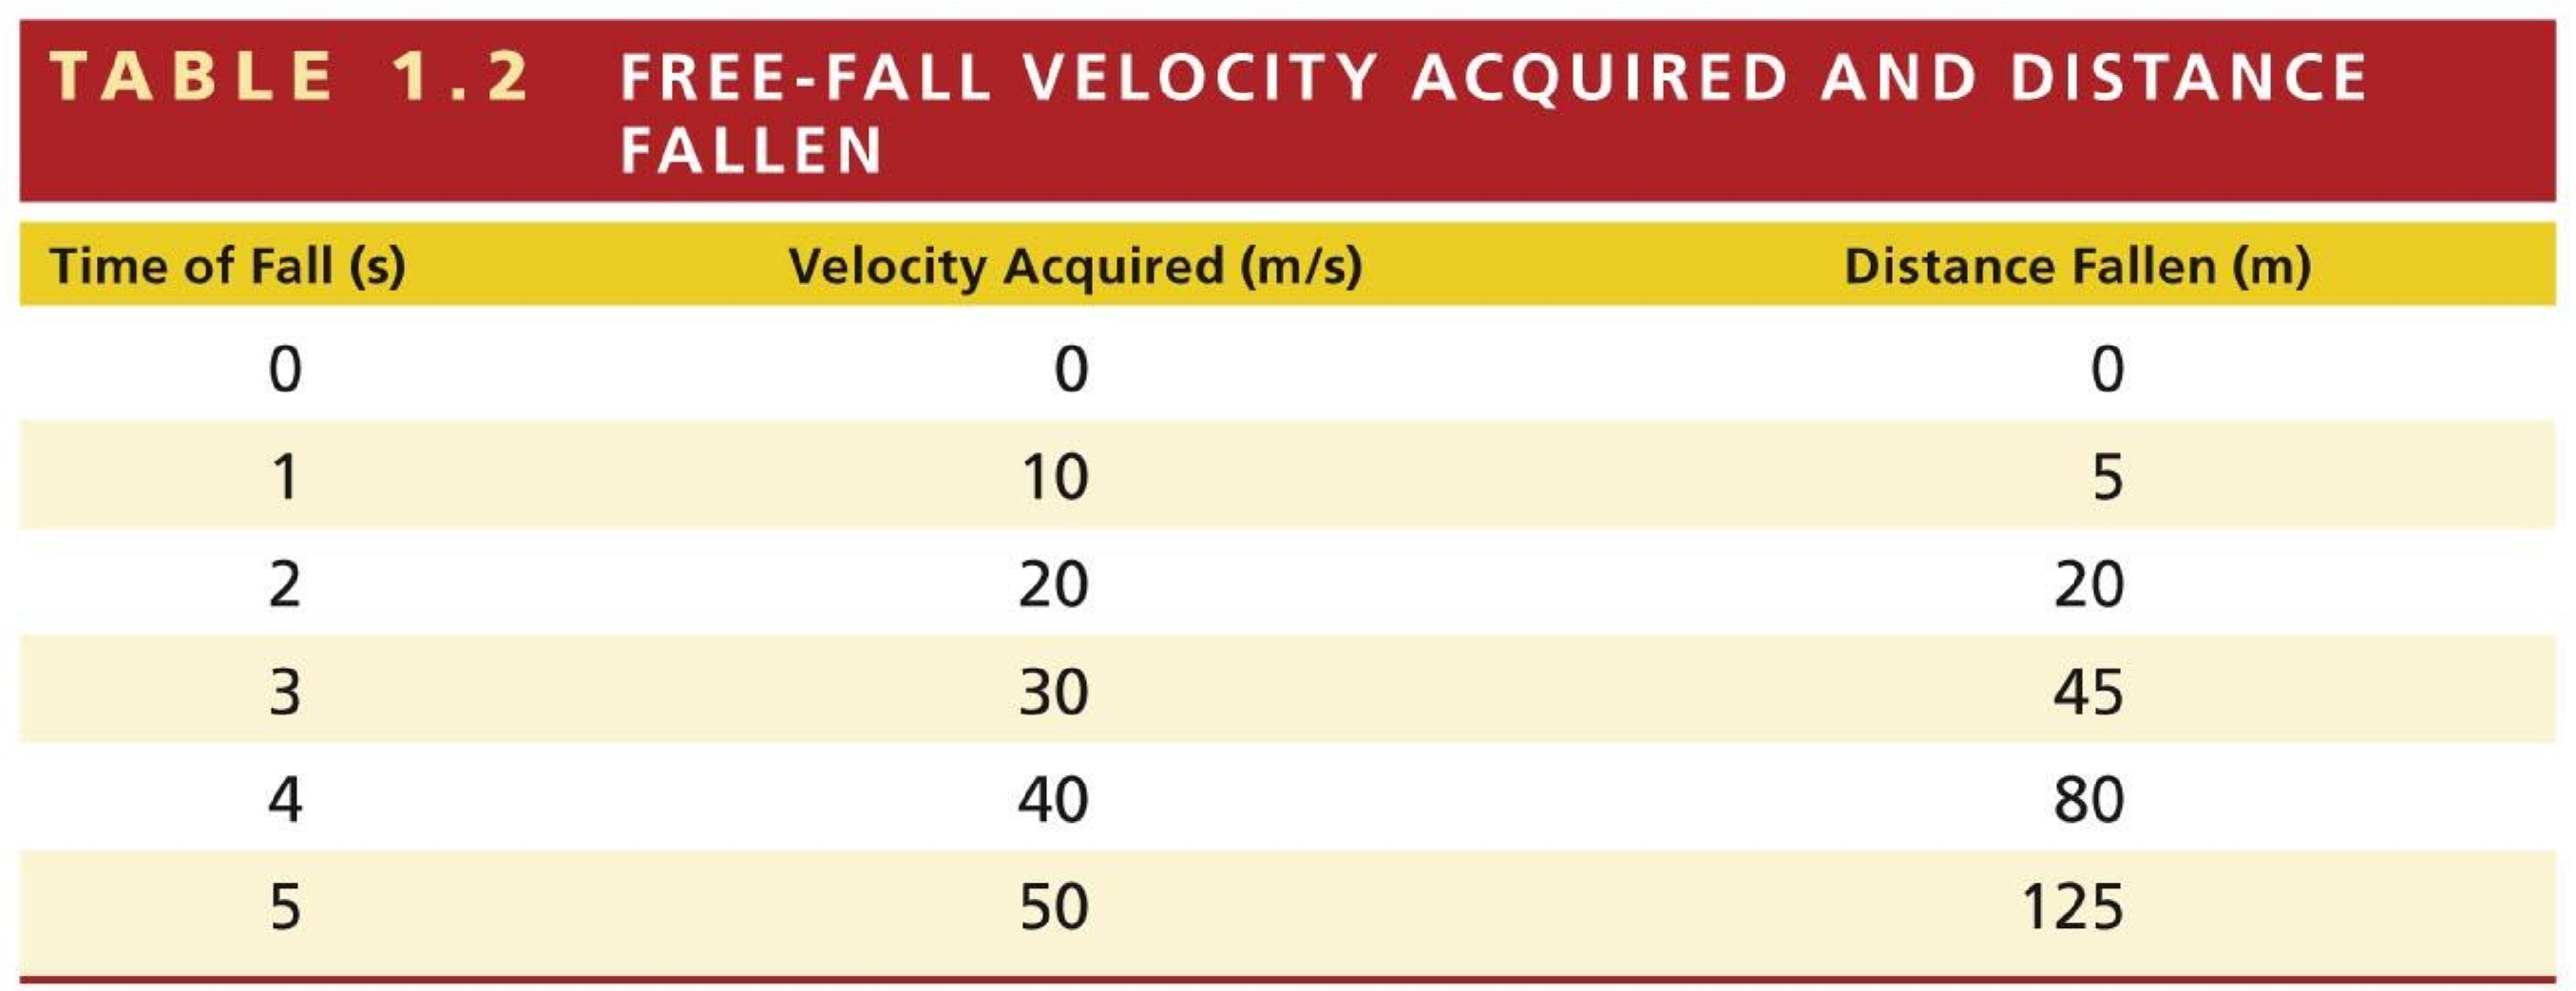 TABLE 1.2 FREE-FALL VELOCITY ACQUIRED AND DISTANCE
FALLEN
Time of Fall (s) Velocity Acquired (m/s) Distance Fallen (m)
0 0 0
1 10 5
2 20 20
3 30 45
4 40 80
5 50 125